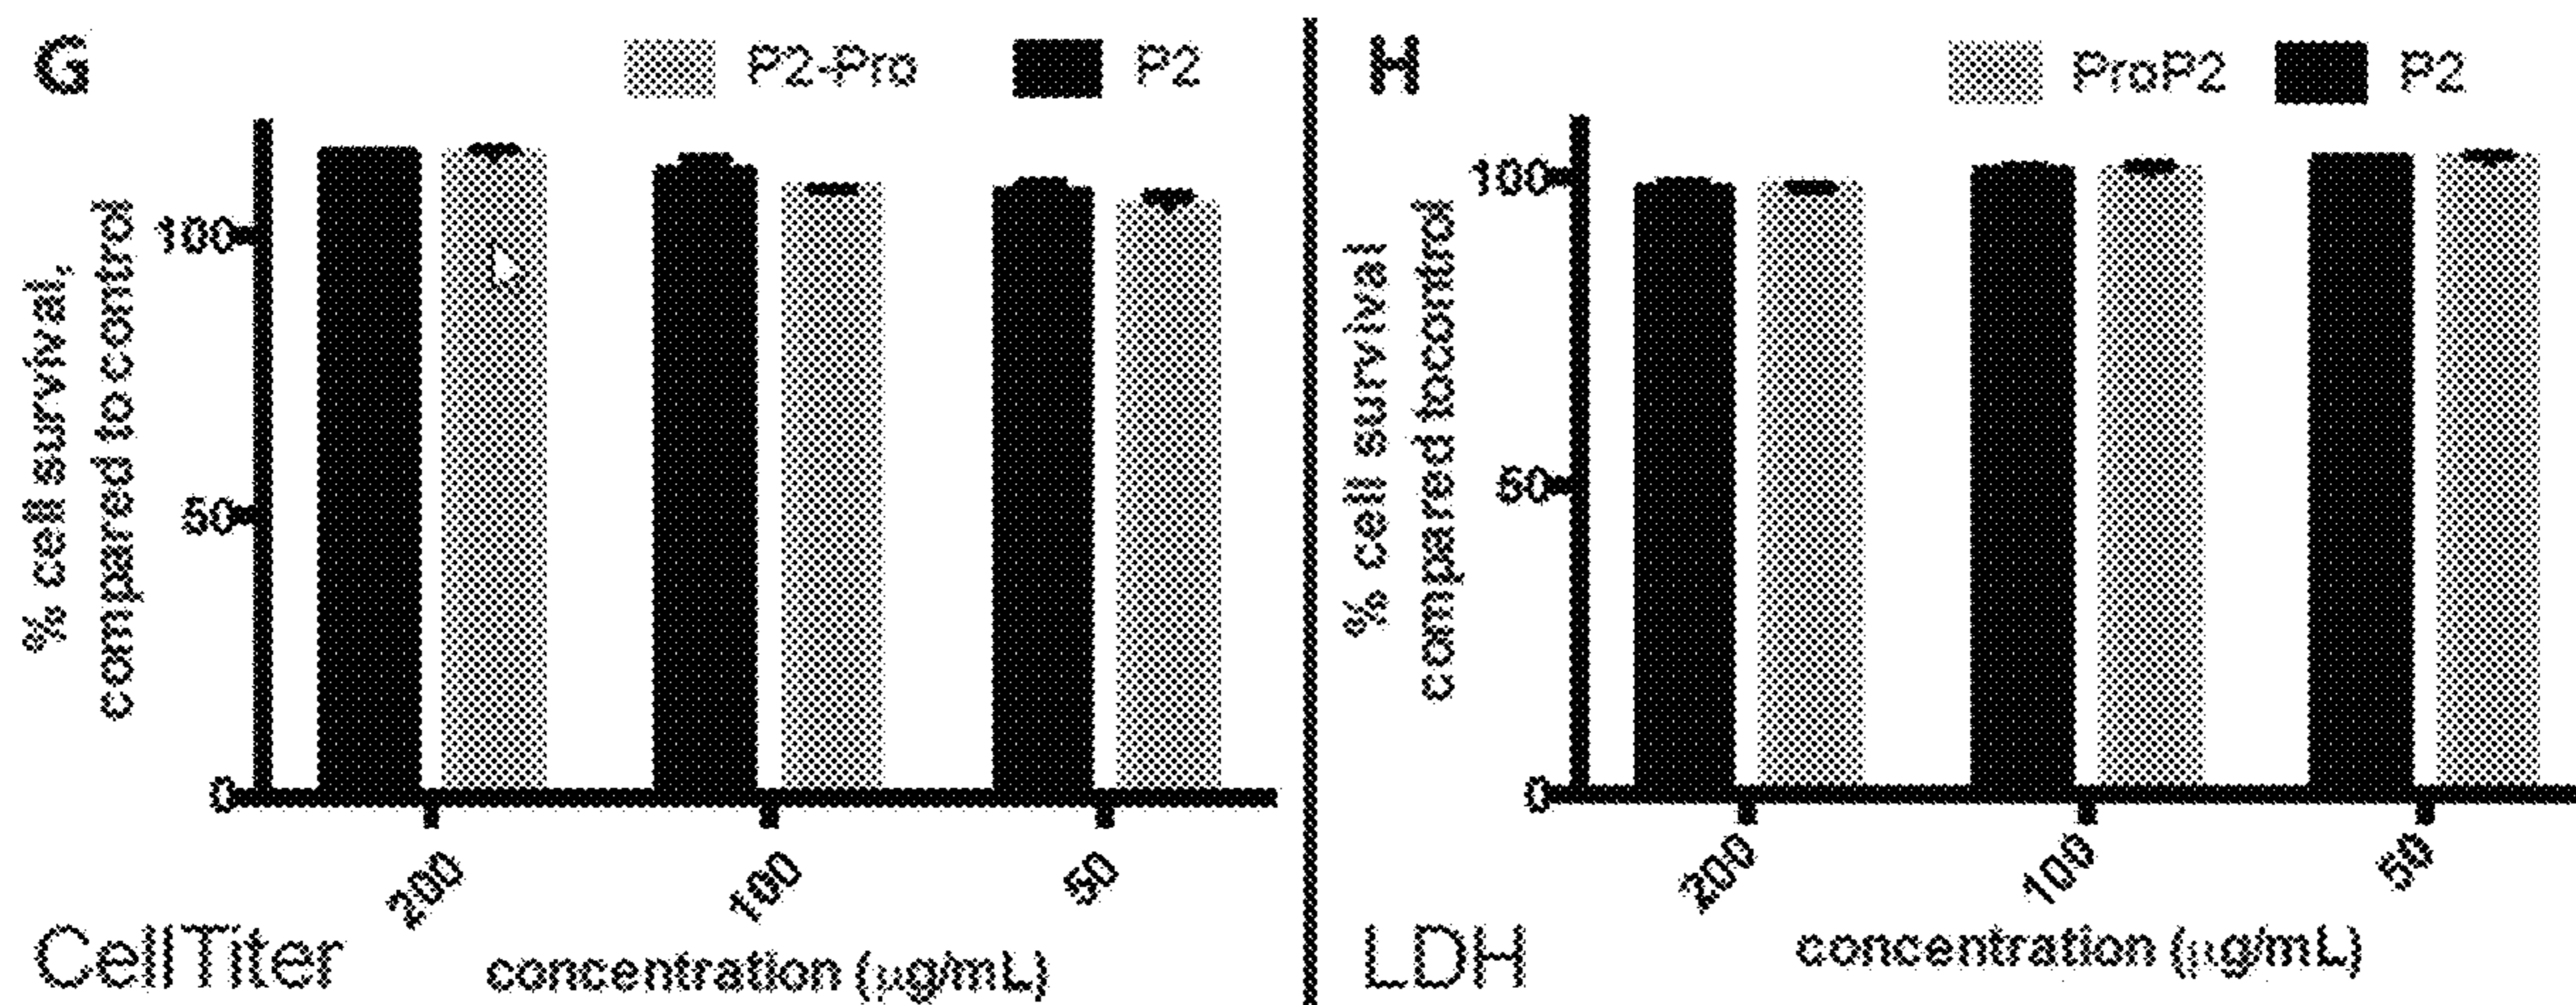 G
P2-Pro
P2
% cell survival,
compared to control
100
50
0
200
100
50
CellTiter
concentration (µg/mL)
H
ProP2
P2
% cell survival
compared tocontrol
100
50
0
200
100
50
LDH
concentration (µg/mL)